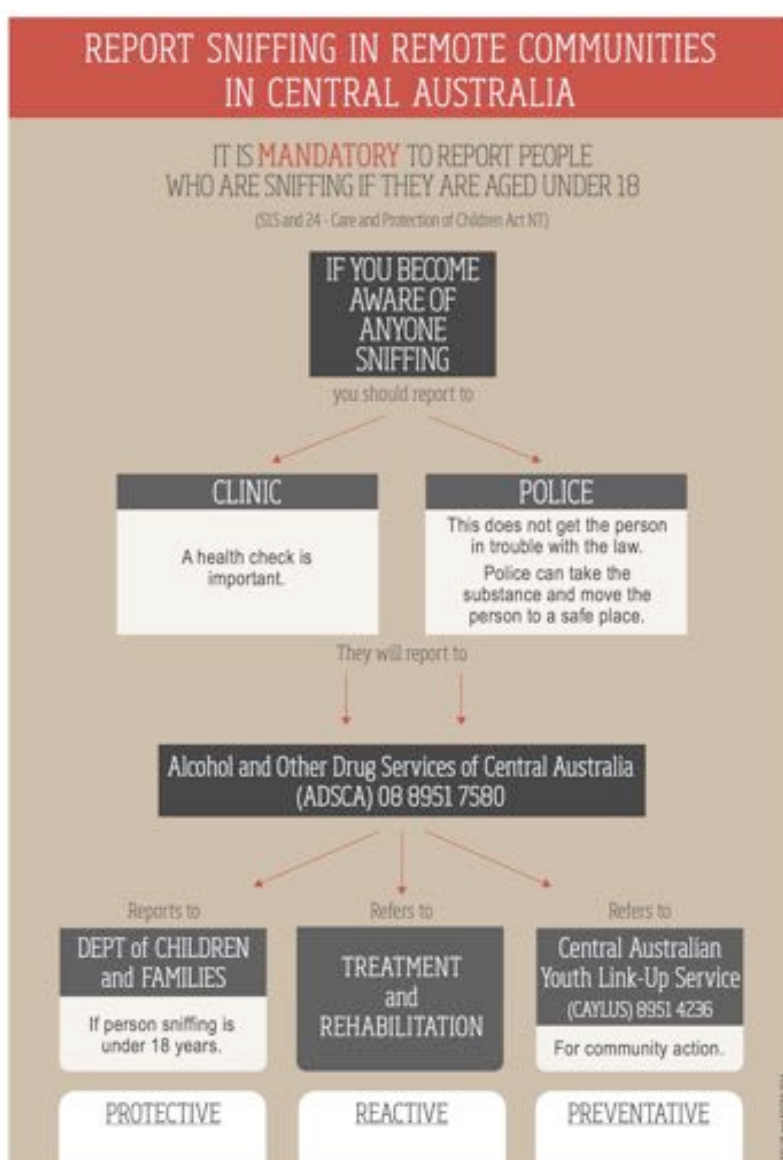 REPORT SNIFFING IN REMOTE COMMUNITIES
IN CENTRAL AUSTRALIA
IT IS MANDATORY TO REPORT PEOPLE
WHO ARE SNIFFING IF THEY ARE AGED UNDER 18
(S15 and 24 - Care and Protection of Children Act NT)
IF YOU BECOME
AWARE OF
ANYONE
SNIFFING
you should report to
CLINIC
A health check is
important.
POLICE
This does not get the person
in trouble with the law.
Police can take the
substance and move the
person to a safe place.
They will report to
Alcohol and Other Drug Services of Central Australia
(ADSCA) 08 8951 7580
Reports to
DEPT of CHILDREN
and FAMILIES
If person sniffing is
under 18 years.
Refers to
TREATMENT
and
REHABILITATION
Refers to
Central Australian
Youth Link-Up Service
(CAYLUS) 8951 4236
For community action.
PROTECTIVE
REACTIVE
PREVENTATIVE